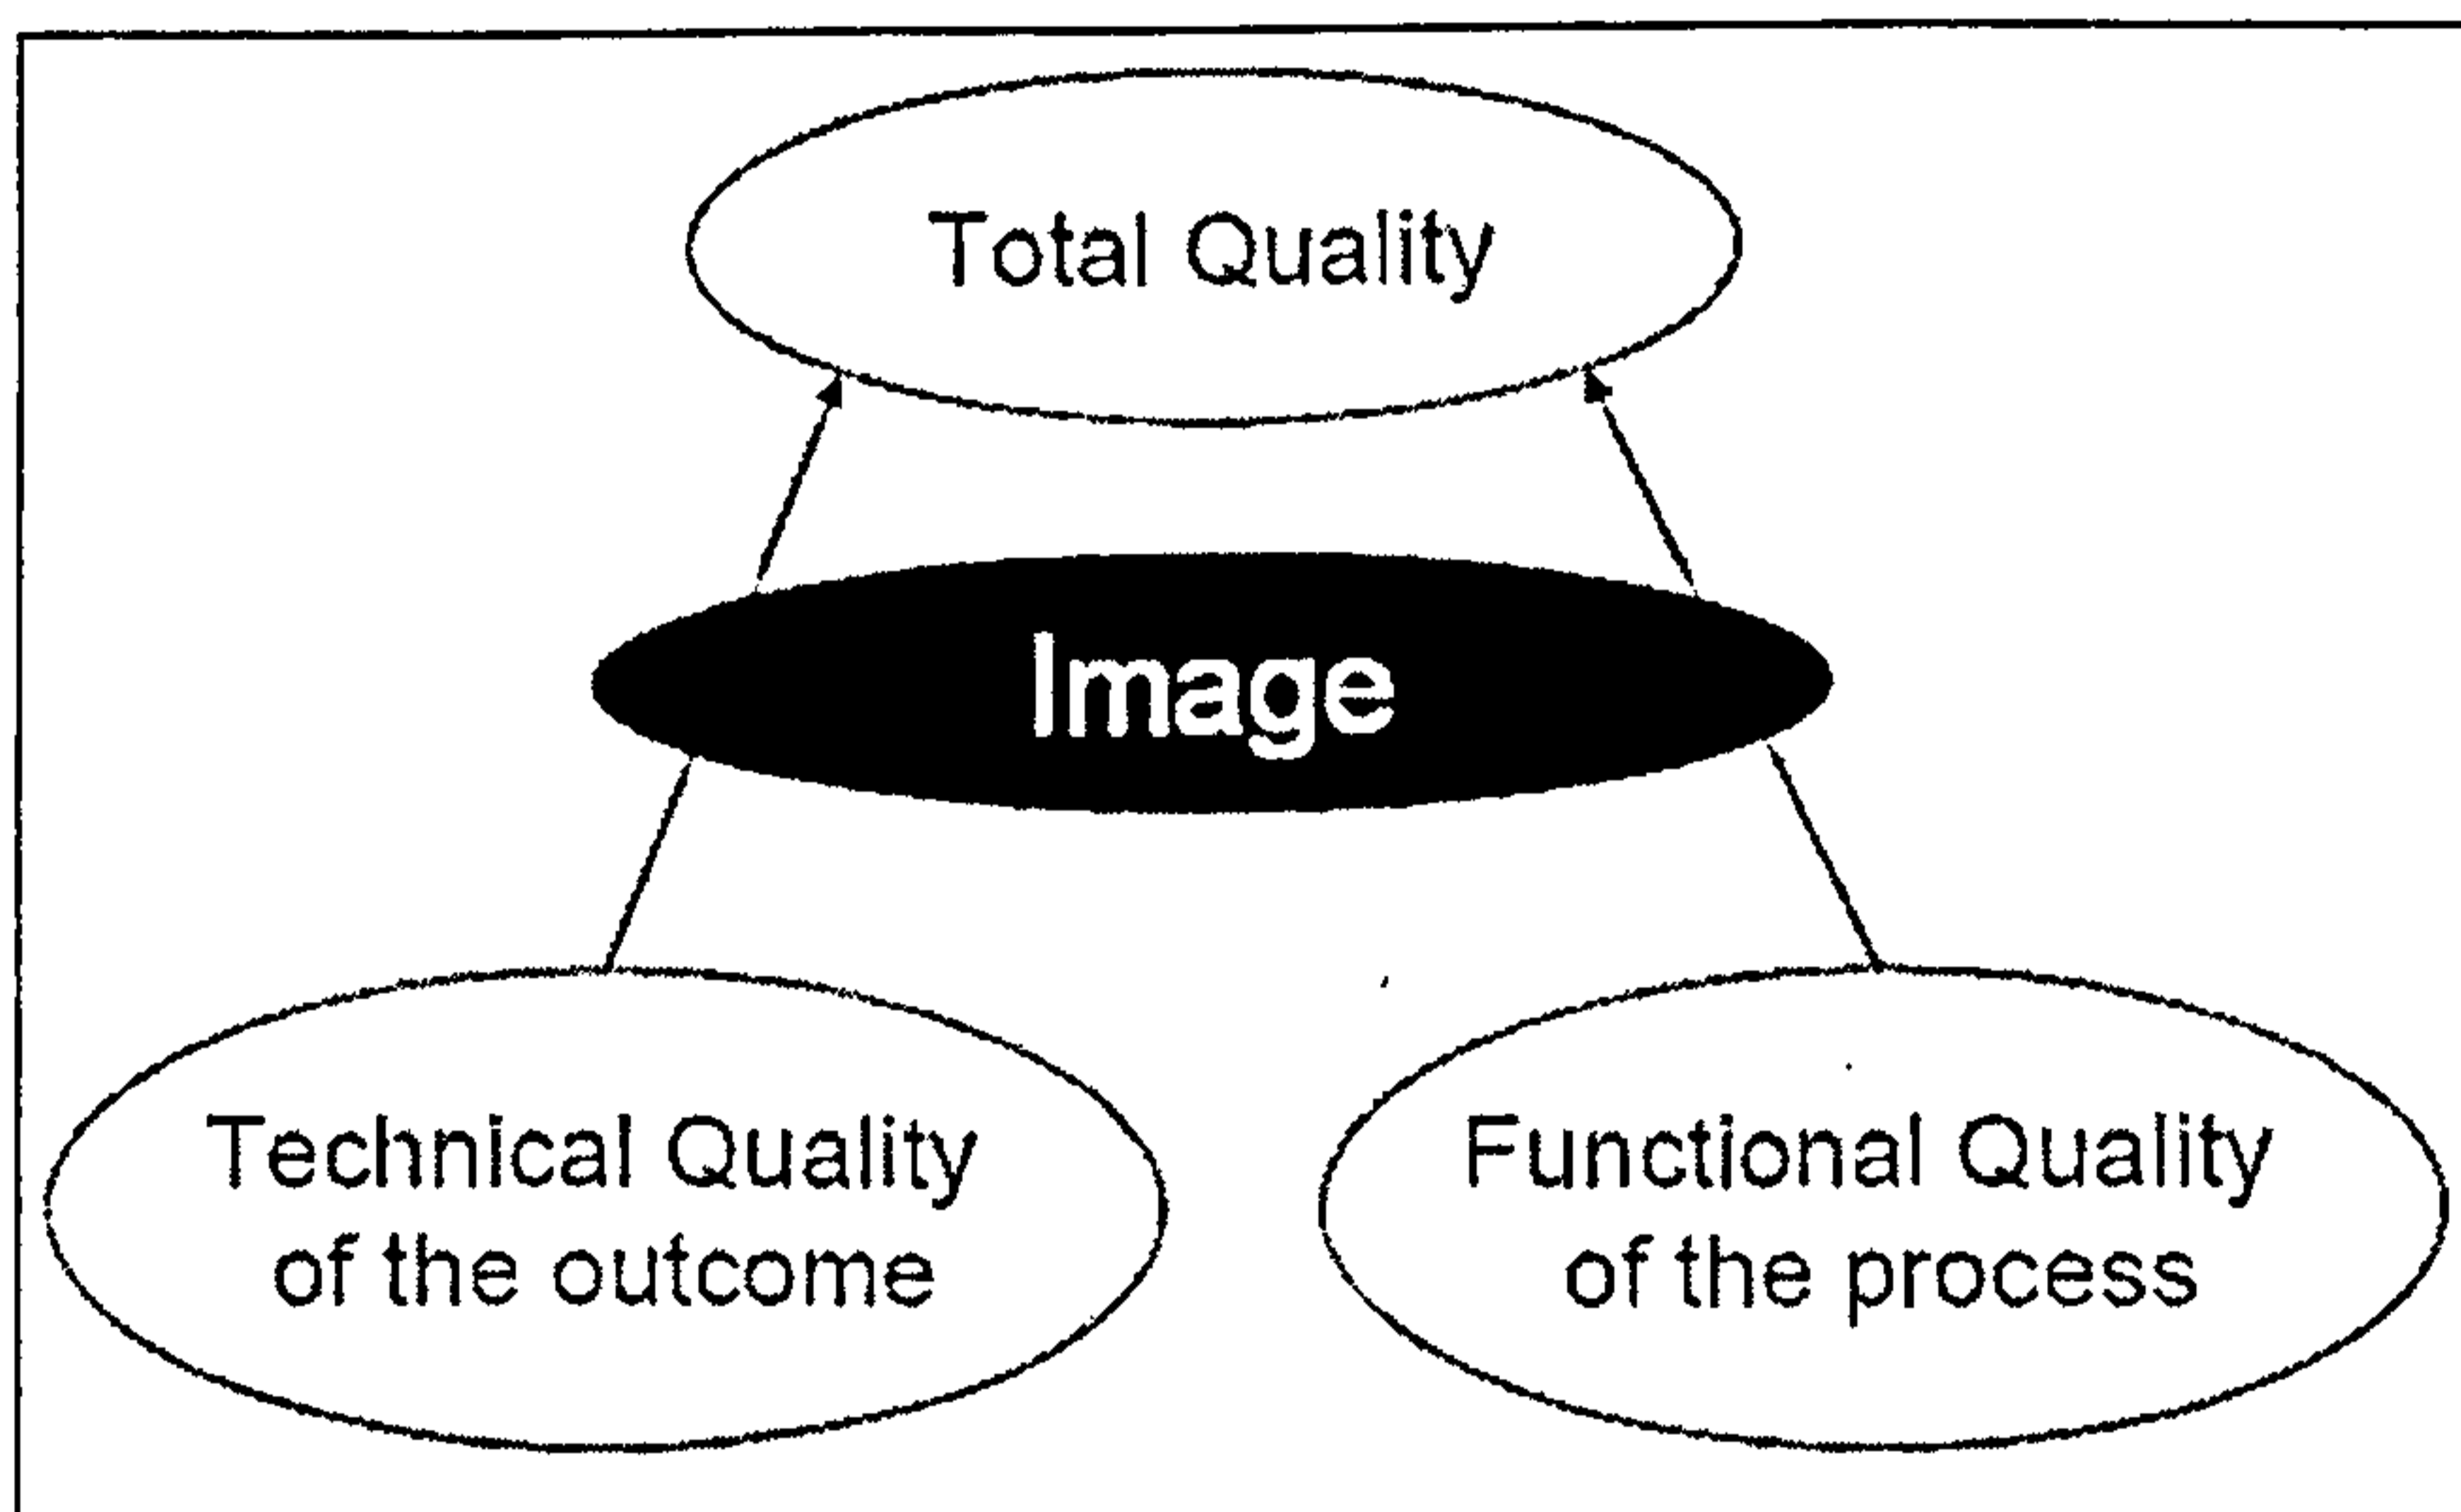 Total Quality
Image
Technical Quality
of the outcome
Functional Quality
of the process